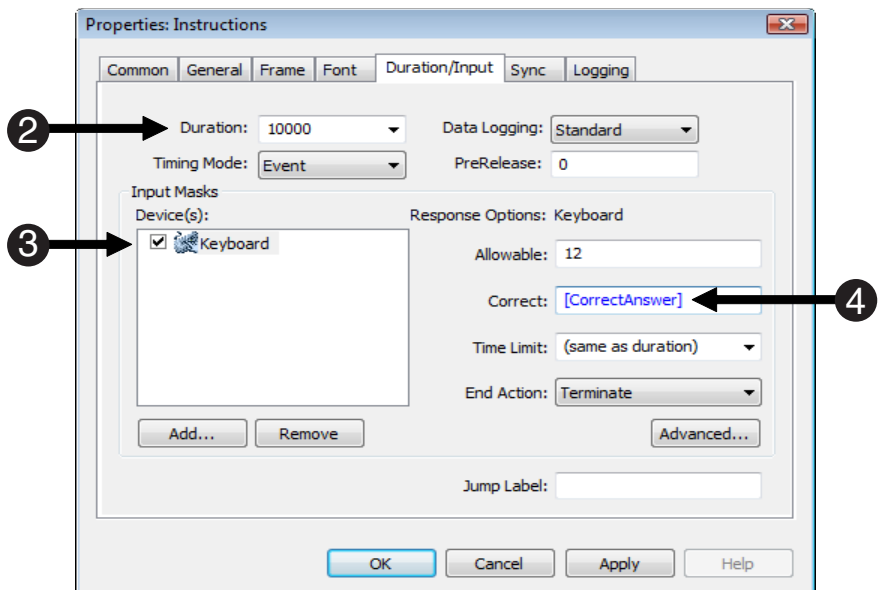 Properties: Instructions
Common General Frame Font Duration/Input Sync Logging
2 Duration: 10000 Data Logging: Standard
Timing Mode: Event PreRelease: 0
Input Masks
Device(s): Response Options: Keyboard
3 Keyboard
Allowable: 12
Correct: [CorrectAnswer] 4
Time Limit: (same as duration)
End Action: Terminate
Add... Remove Advanced...
Jump Label:
OK Cancel Apply Help